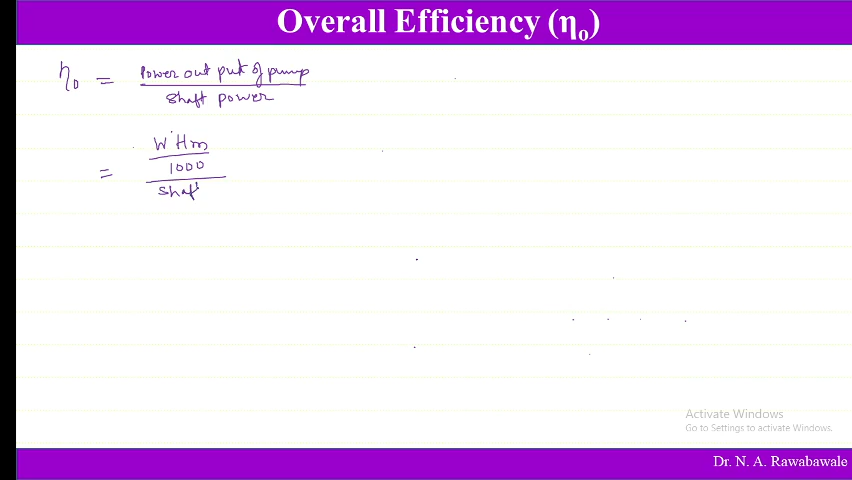 Overall Efficiency (ηₒ)
ηₒ = Power out put of pump
shaft power
= W Hm
1000
shaf
Activate Windows
Go to Settings to activate Windows.
Dr. N. A. Rawabawale